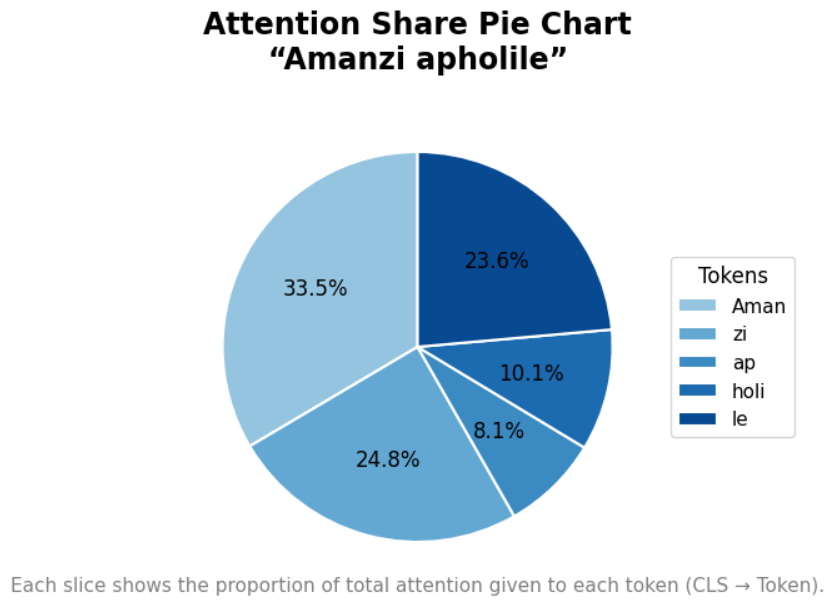 Attention Share Pie Chart
“Amanzi apholile”
33.5%
23.6%
10.1%
8.1%
24.8%
Tokens
Aman
zi
ap
holi
le
Each slice shows the proportion of total attention given to each token (CLS → Token).